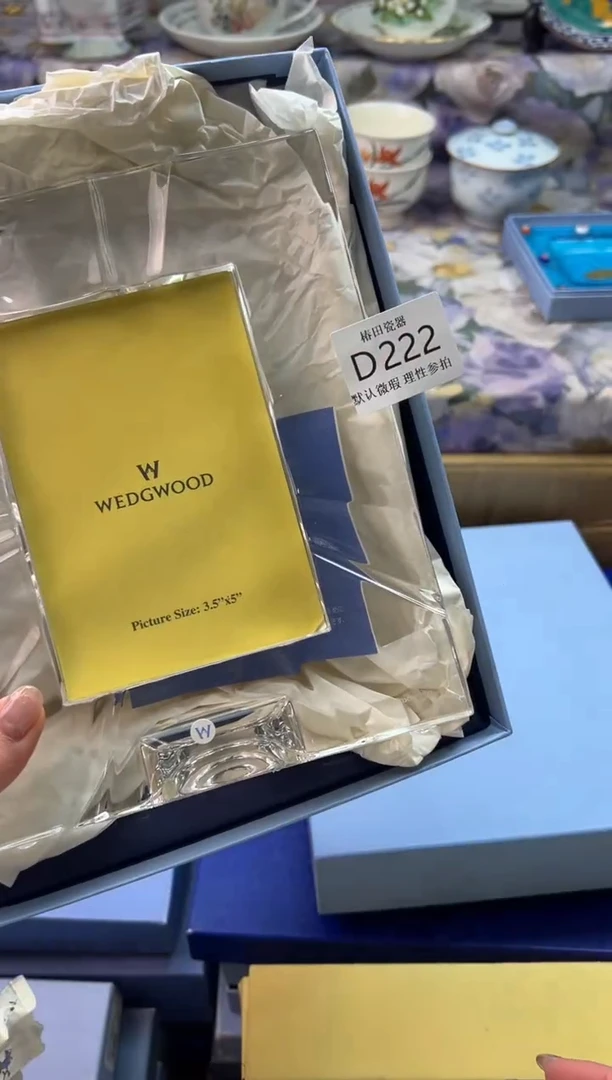 椿田瓷器
D222
默认微瑕 理性参拍
W
WEDGWOOD
Picture Size: 3.5"x5"
W